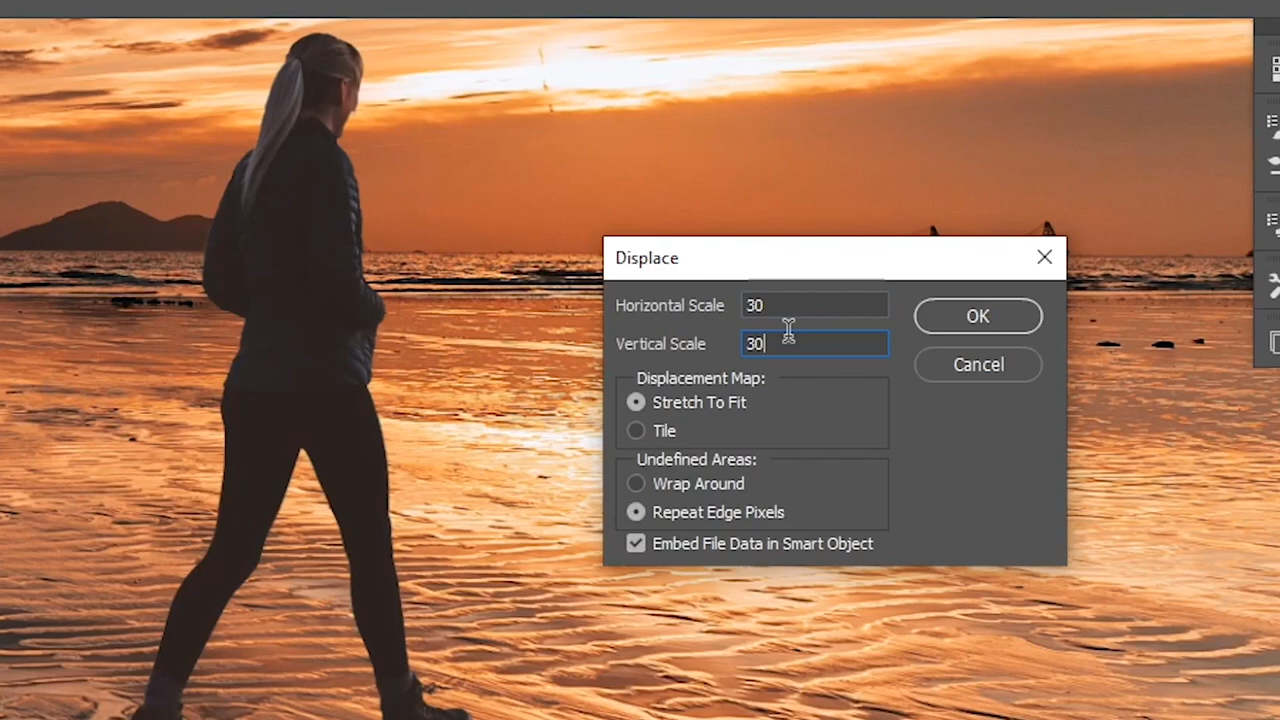 Displace
Horizontal Scale 30
OK
Vertical Scale 30
Cancel
Displacement Map:
Stretch To Fit
Tile
Undefined Areas:
Wrap Around
Repeat Edge Pixels
Embed File Data in Smart Object